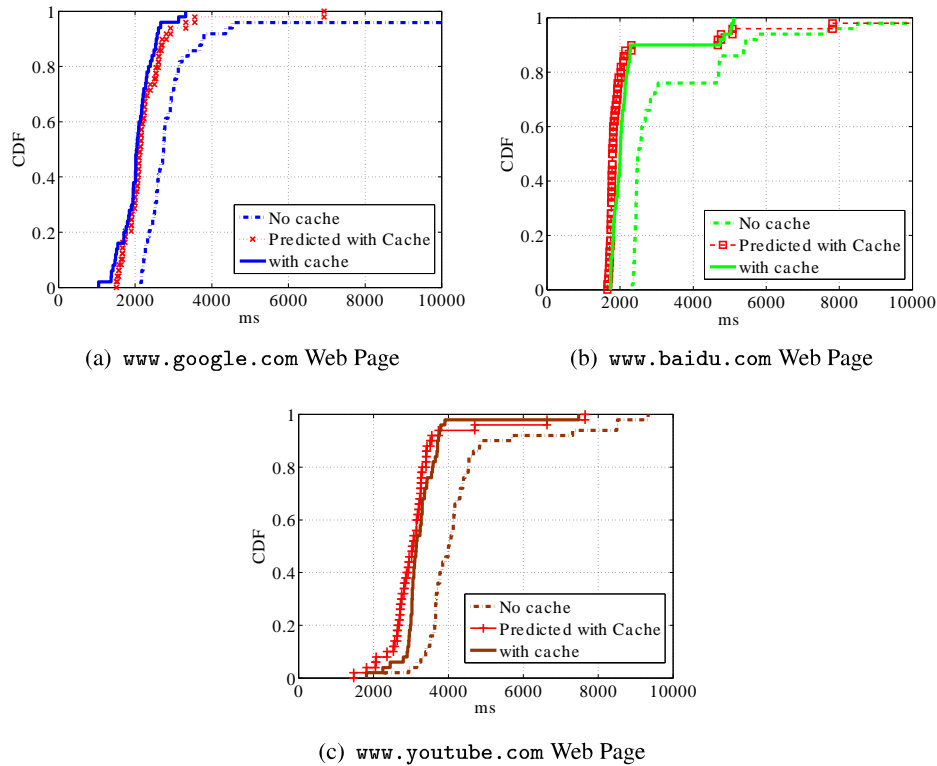 1
0.8
0.6
0.4
0.2
0
CDF
No cache
Predicted with Cache
with cache
0 2000 4000 6000 8000 10000
ms
(a) www.google.com Web Page
1
0.8
0.6
0.4
0.2
0
CDF
No cache
Predicted with Cache
with cache
0 2000 4000 6000 8000 10000
ms
(b) www.baidu.com Web Page
1
0.8
0.6
0.4
0.2
0
CDF
No cache
Predicted with Cache
with cache
0 2000 4000 6000 8000 10000
ms
(c) www.youtube.com Web Page